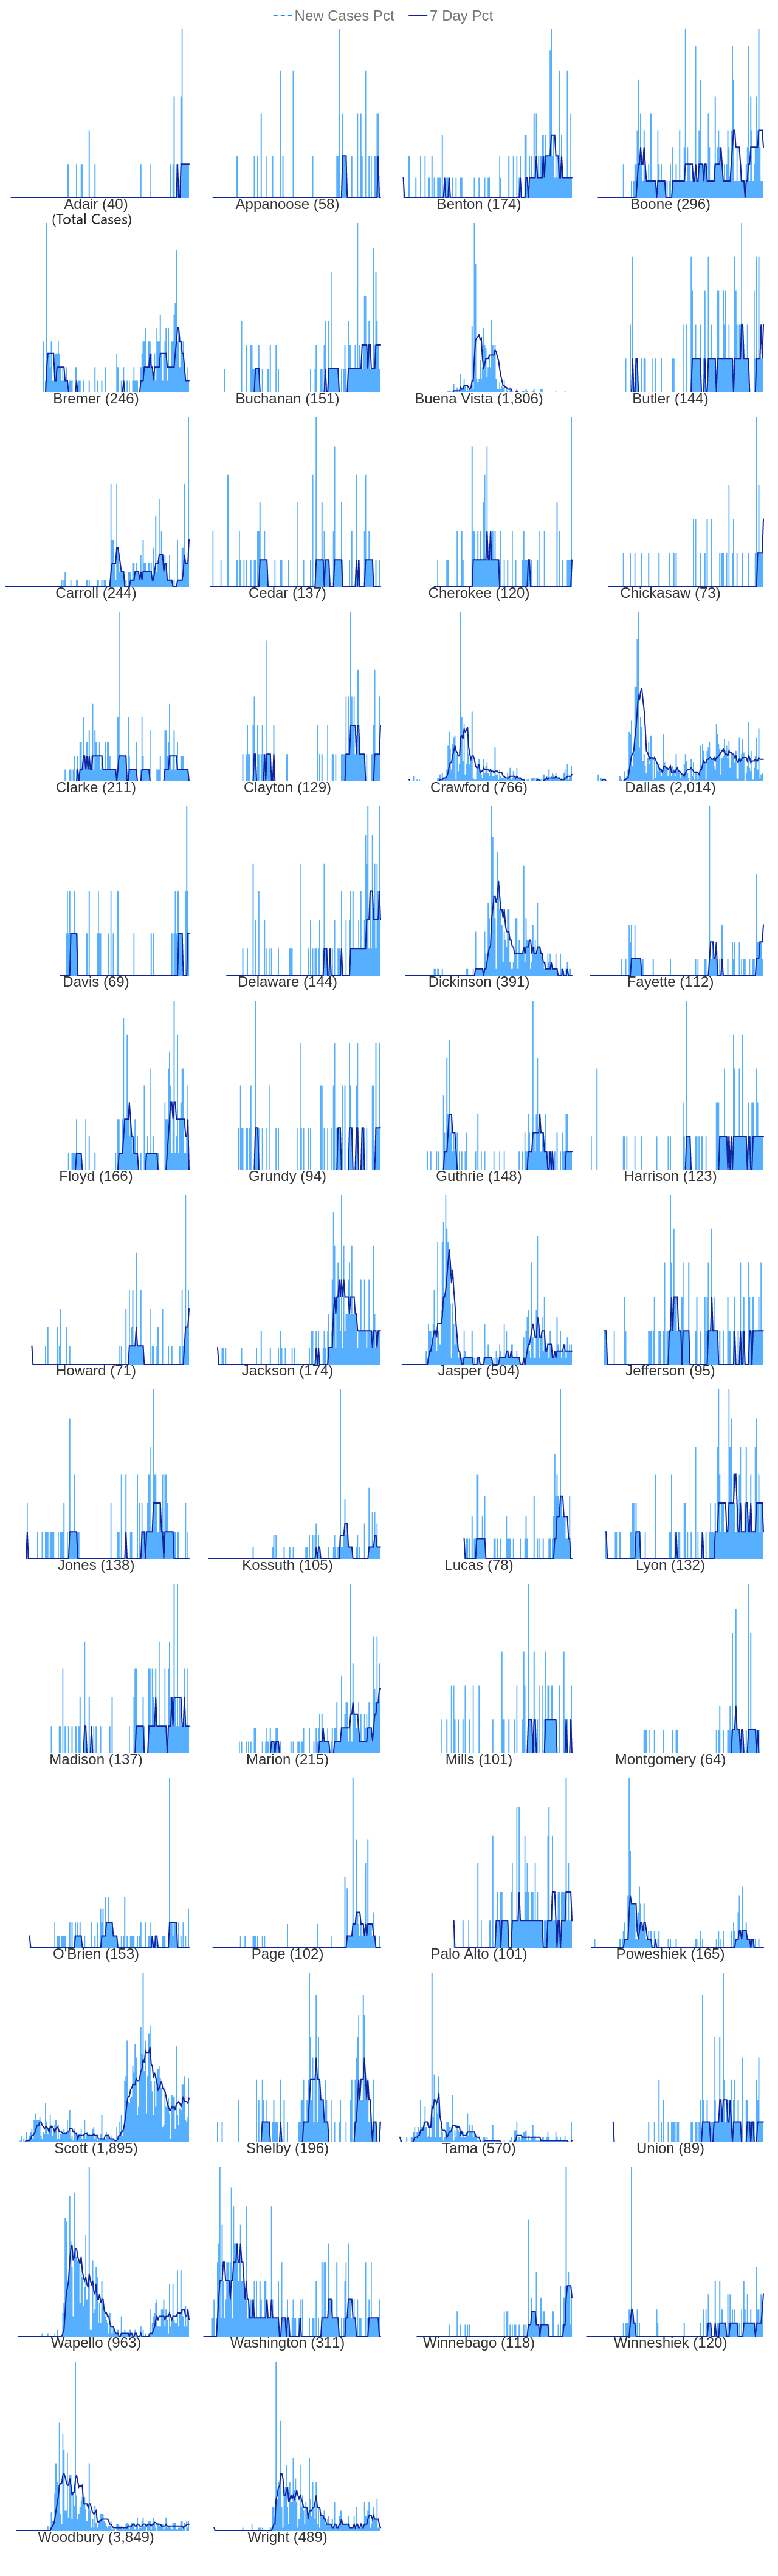 New Cases Pct 7 Day Pct
Adair (40) Appanoose (58) Benton (174) Boone (296)
(Total Cases)
Bremer (246) Buchanan (151) Buena Vista (1,806) Butler (144)
Carroll (244) Cedar (137) Cherokee (120) Chickasaw (73)
Clarke (211) Clayton (129) Crawford (766) Dallas (2,014)
Davis (69) Delaware (144) Dickinson (391) Fayette (112)
Floyd (166) Grundy (94) Guthrie (148) Harrison (123)
Howard (71) Jackson (174) Jasper (504) Jefferson (95)
Jones (138) Kossuth (105) Lucas (78) Lyon (132)
Madison (137) Marion (215) Mills (101) Montgomery (64)
O'Brien (153) Page (102) Palo Alto (101) Poweshiek (165)
Scott (1,895) Shelby (196) Tama (570) Union (89)
Wapello (963) Washington (311) Winnebago (118) Winneshiek (120)
Woodbury (3,849) Wright (489)